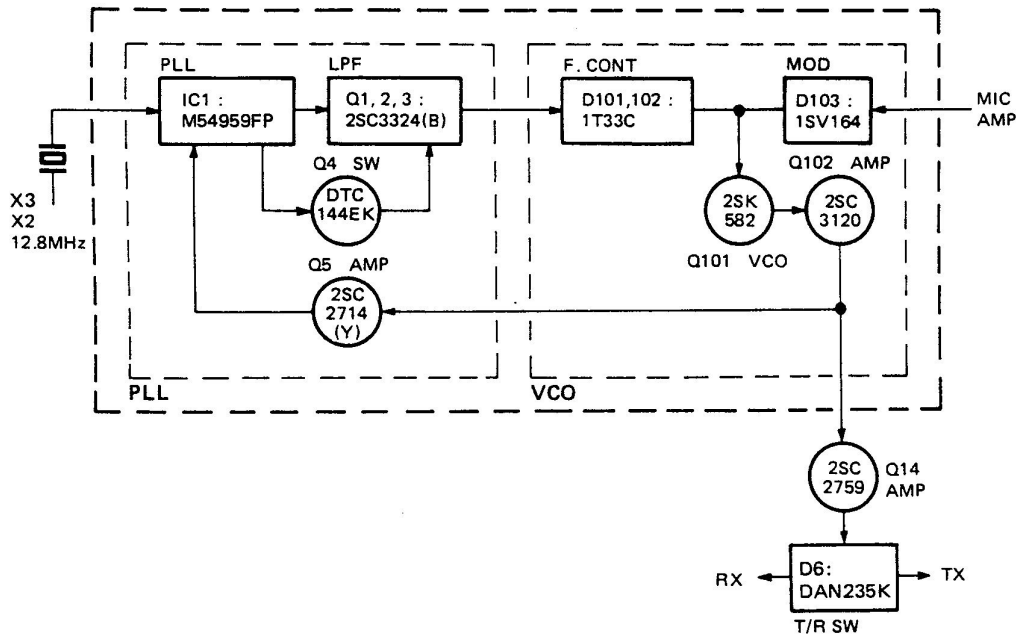 PLL
LPF
F. CONT
MOD
IC1 :
M54959FP
Q1, 2, 3 :
2SC3324(B)
D101,102 :
1T33C
D103 :
1SV164
MIC
AMP
Q4 SW
DTC
144EK
Q102 AMP
2SK
582
2SC
3120
X3
X2
12.8MHz
Q101 VCO
Q5 AMP
2SC
2714
(Y)
PLL
VCO
2SC
2759
Q14
AMP
RX
D6:
DAN235K
TX
T/R SW